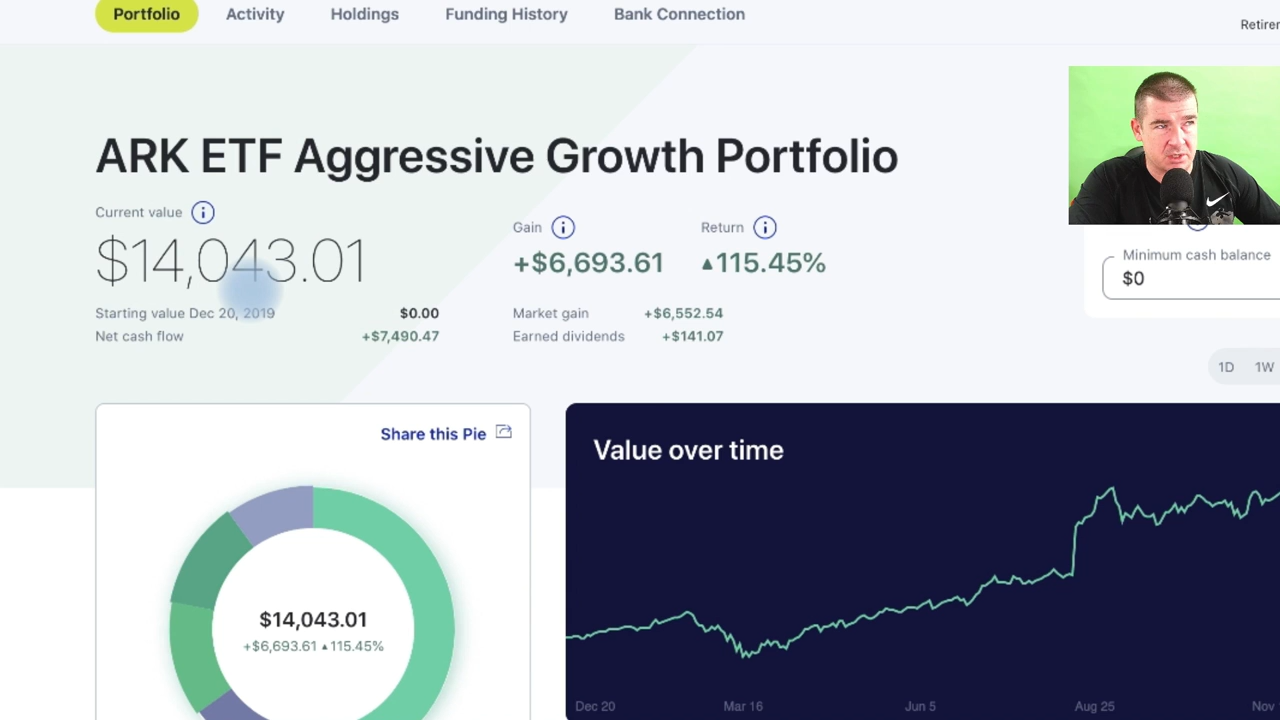 Portfolio Activity Holdings Funding History Bank Connection
Retirer
ARK ETF Aggressive Growth Portfolio
Current value i
$14,043.01
Starting value Dec 20, 2019 $0.00
Net cash flow +$7,490.47
Gain i
+$6,693.61
Return i
▲115.45%
Market gain +$6,552.54
Earned dividends +$141.07
Minimum cash balance
$0
1D 1W
Share this Pie
$14,043.01
+$6,693.61 ▲115.45%
Value over time
Dec 20 Mar 16 Jun 5 Aug 25 Nov